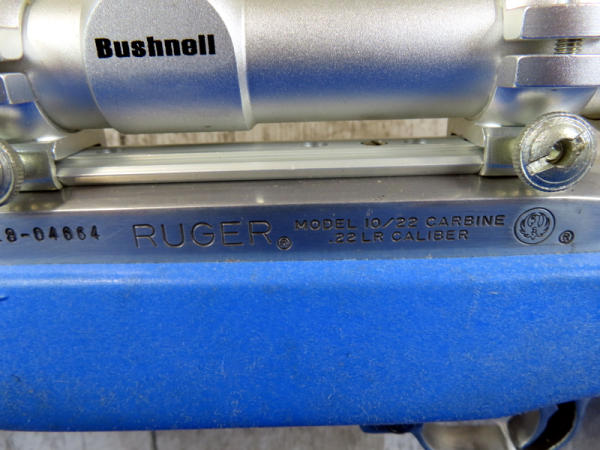 Bushnell
8-04664
RUGER®
MODEL 10/22 CARBINE
.22 LR CALIBER
®